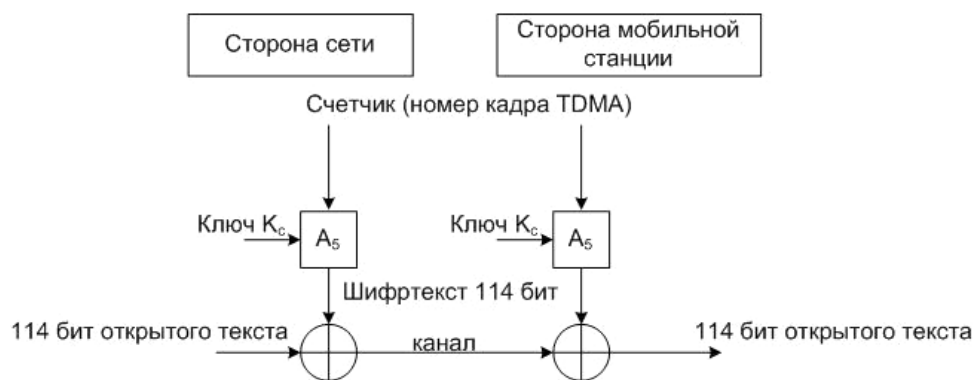 Сторона сети
Сторона мобильной
станции
Счетчик (номер кадра TDMA)
Ключ Kc
A5
Ключ Kc
A5
Шифртекст 114 бит
114 бит открытого текста
канал
114 бит открытого текста